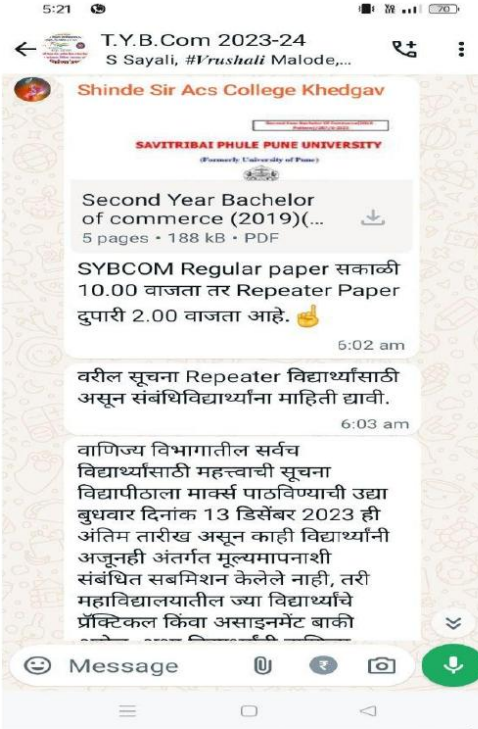 5:21
70
T.Y.B.Com 2023-24
S Sayali, #Vrushali Malode,...
Shinde Sir Acs College Khedgav
SAVITRIBAI PHULE PUNE UNIVERSITY
(Formerly University of Pune)
Second Year Bachelor
of commerce (2019)(...
5 pages • 188 kB • PDF
SYBCOM Regular paper सकाळी
10.00 वाजता तर Repeater Paper
दुपारी 2.00 वाजता आहे. ☝
6:02 am
वरील सूचना Repeater विद्यार्थ्यांसाठी
असून संबंधिविद्यार्थ्यांना माहिती द्यावी.
6:03 am
वाणिज्य विभागातील सर्वच
विद्यार्थ्यांसाठी महत्त्वाची सूचना
विद्यापीठाला मार्क्स पाठविण्याची उद्या
बुधवार दिनांक 13 डिसेंबर 2023 ही
अंतिम तारीख असून काही विद्यार्थ्यांनी
अजूनही अंतर्गत मूल्यमापनाशी
संबंधित सबमिशन केलेले नाही, तरी
महाविद्यालयातील ज्या विद्यार्थ्यांचे
प्रॅक्टिकल किंवा असाइनमेंट बाकी
Message